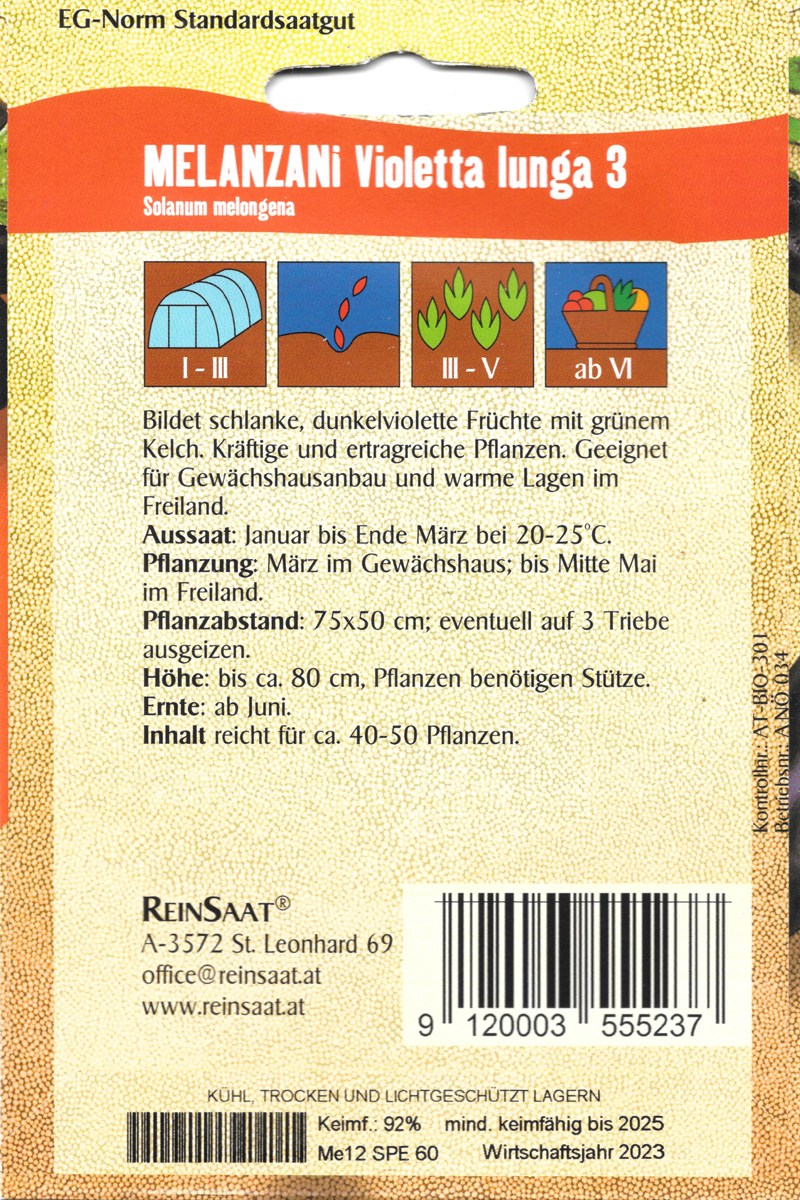 EG-Norm Standardsaatgut
MELANZANi Violetta lunga 3
Solanum melongena
I - III
III - V
ab VI
Bildet schlanke, dunkelviolette Früchte mit grünem
Kelch. Kräftige und ertragreiche Pflanzen. Geeignet
für Gewächshausanbau und warme Lagen im
Freiland.
Aussaat: Januar bis Ende März bei 20-25°C.
Pflanzung: März im Gewächshaus; bis Mitte Mai
im Freiland.
Pflanzabstand: 75x50 cm; eventuell auf 3 Triebe
ausgeizen.
Höhe: bis ca. 80 cm, Pflanzen benötigen Stütze.
Ernte: ab Juni.
Inhalt reicht für ca. 40-50 Pflanzen.
Kontrollnr.: AT-BIO-301
Betriebsnr.: ANÖ 034
REINSAAT®
A-3572 St. Leonhard 69
office@reinsaat.at
www.reinsaat.at
9 120003 555237
KÜHL, TROCKEN UND LICHTGESCHÜTZT LAGERN
Keimf.: 92% mind. keimfähig bis 2025
Me12 SPE 60 Wirtschaftsjahr 2023